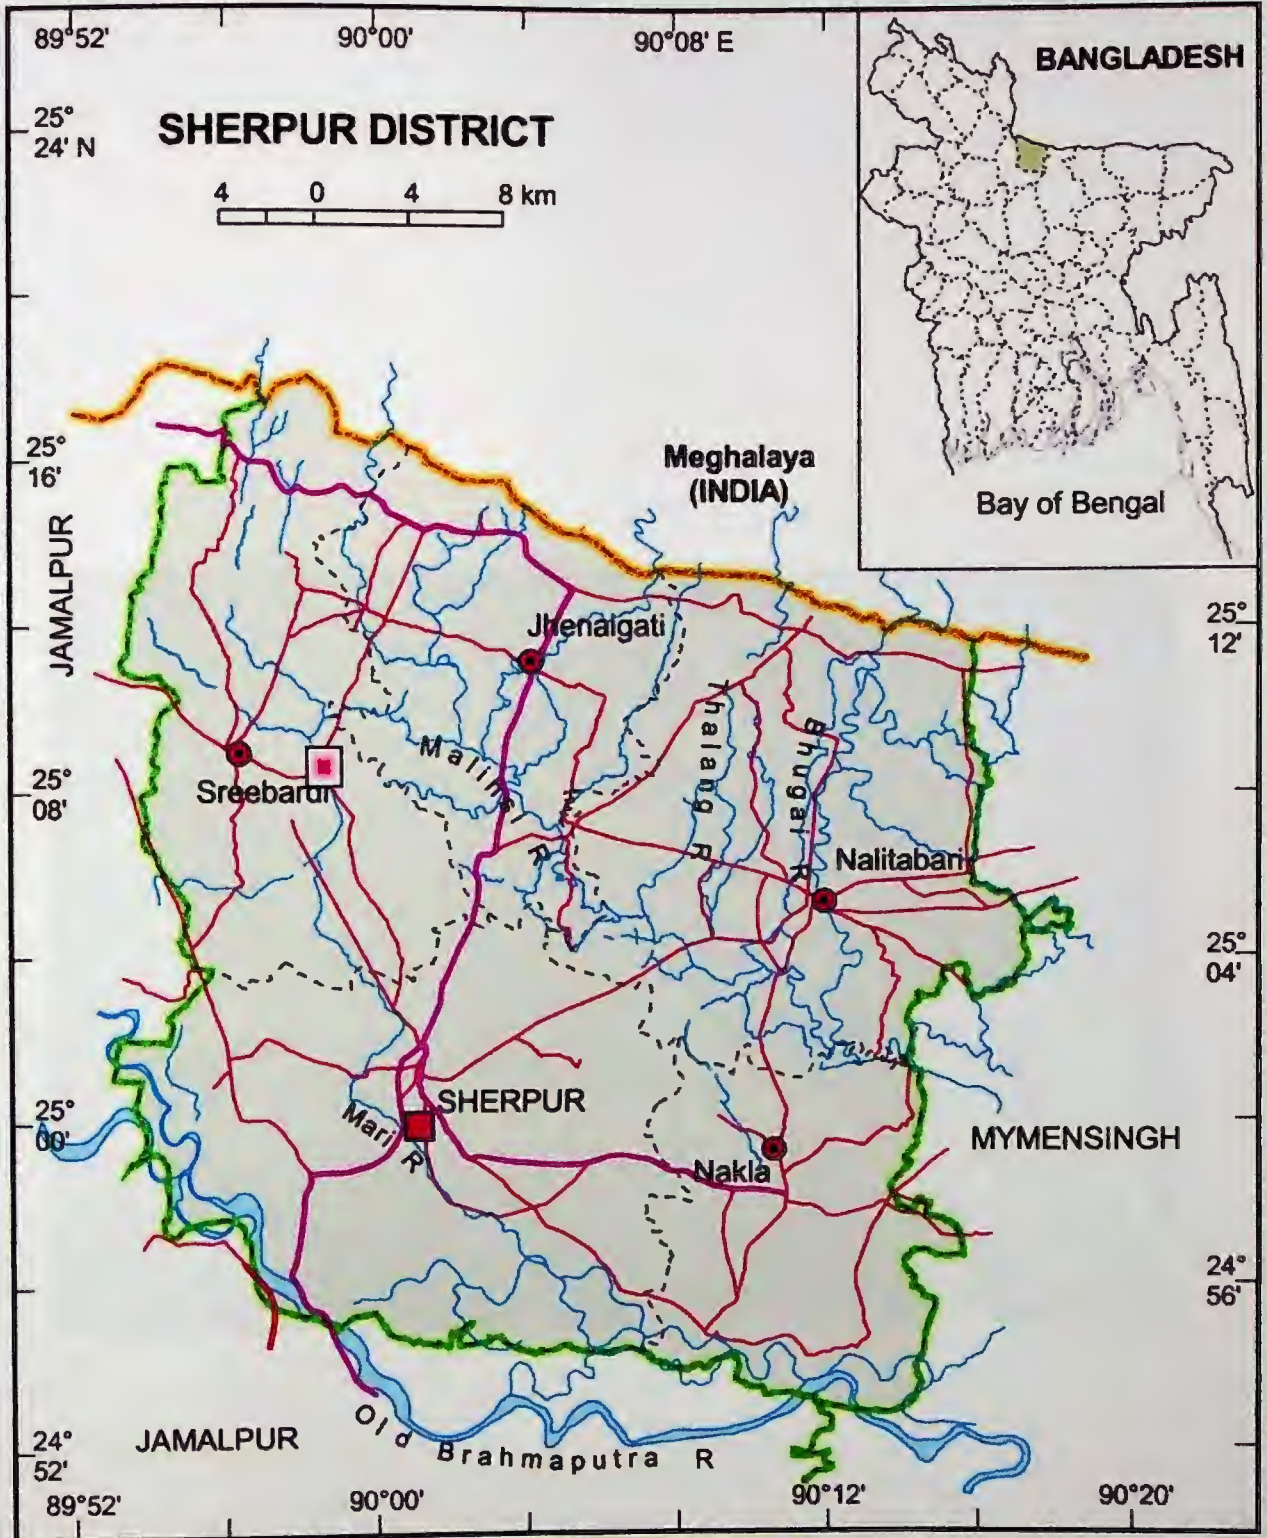 89°52'
90°00'
90°08' E
BANGLADESH
25°
24' N
SHERPUR DISTRICT
4 0 4 8 km
25°
16'
Meghalaya
(INDIA)
Bay of Bengal
JAMALPUR
Jhenaigati
25°
12'
Thalang R
Bhugai R
Malijhi R
25°
08'
Sreebardi
Nalitabari
25°
04'
SHERPUR
25°
00'
Mari R
MYMENSINGH
Nakla
24°
56'
JAMALPUR
Old Brahmaputra R
24°
52'
89°52'
90°00'
90°12'
90°20'